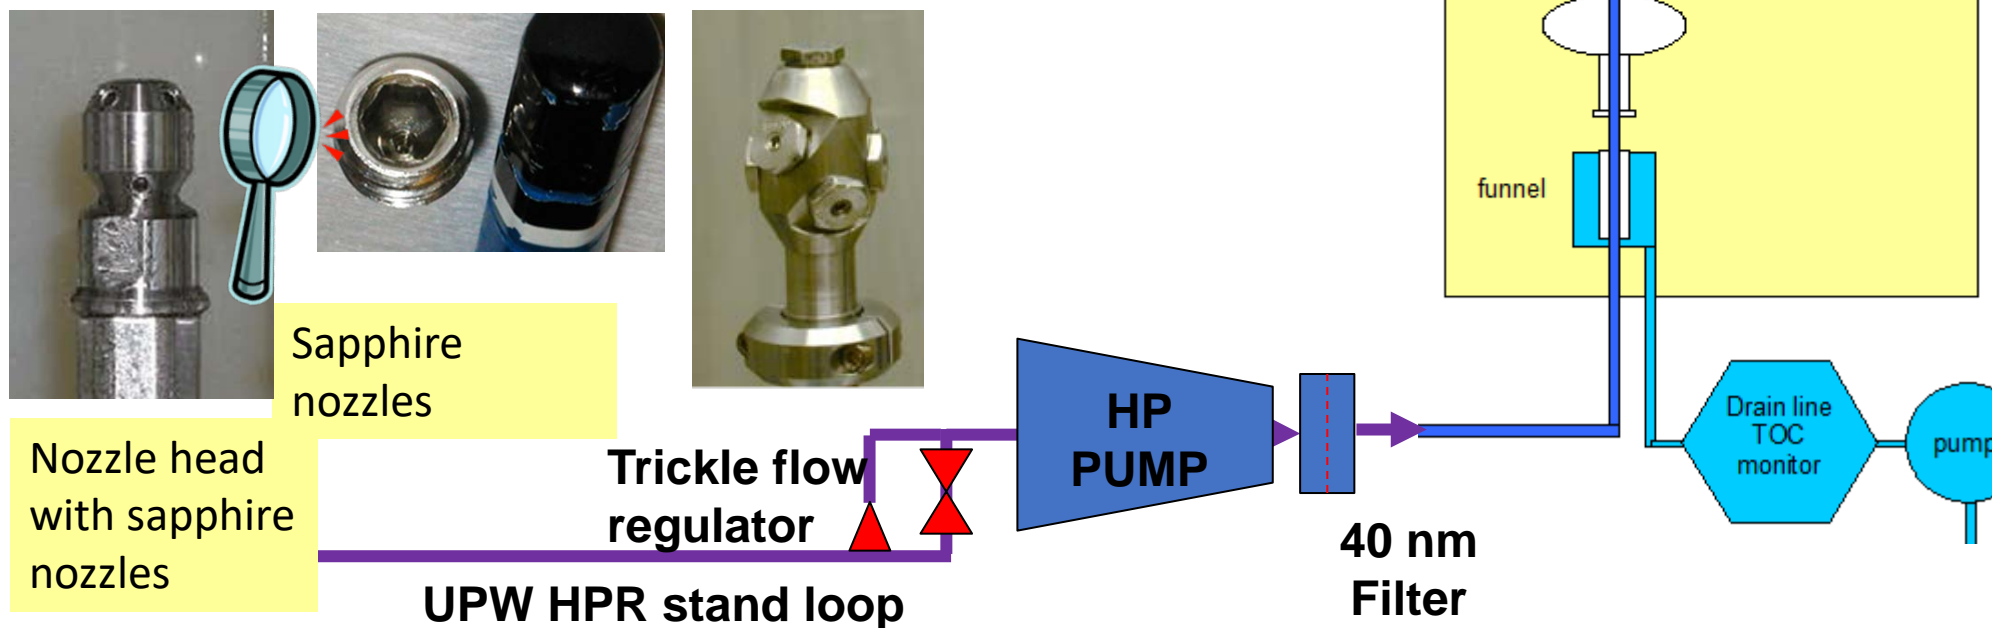 Sapphire
nozzles
Nozzle head
with sapphire
nozzles
Trickle flow
regulator
UPW HPR stand loop
HP
PUMP
40 nm
Filter
funnel
Drain line
TOC
monitor
pump